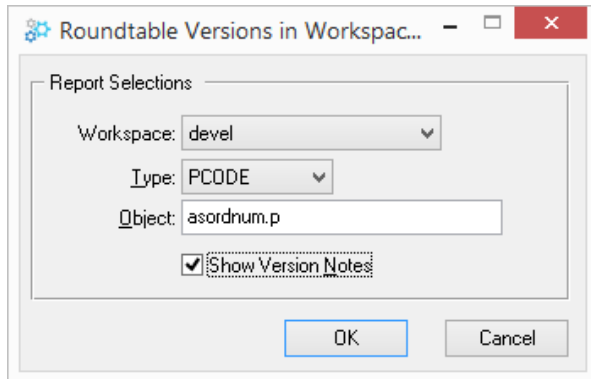 Roundtable Versions in Workspac...
Report Selections
Workspace: devel
Type: PCODE
Object: asordnum.p
Show Version Notes
OK Cancel